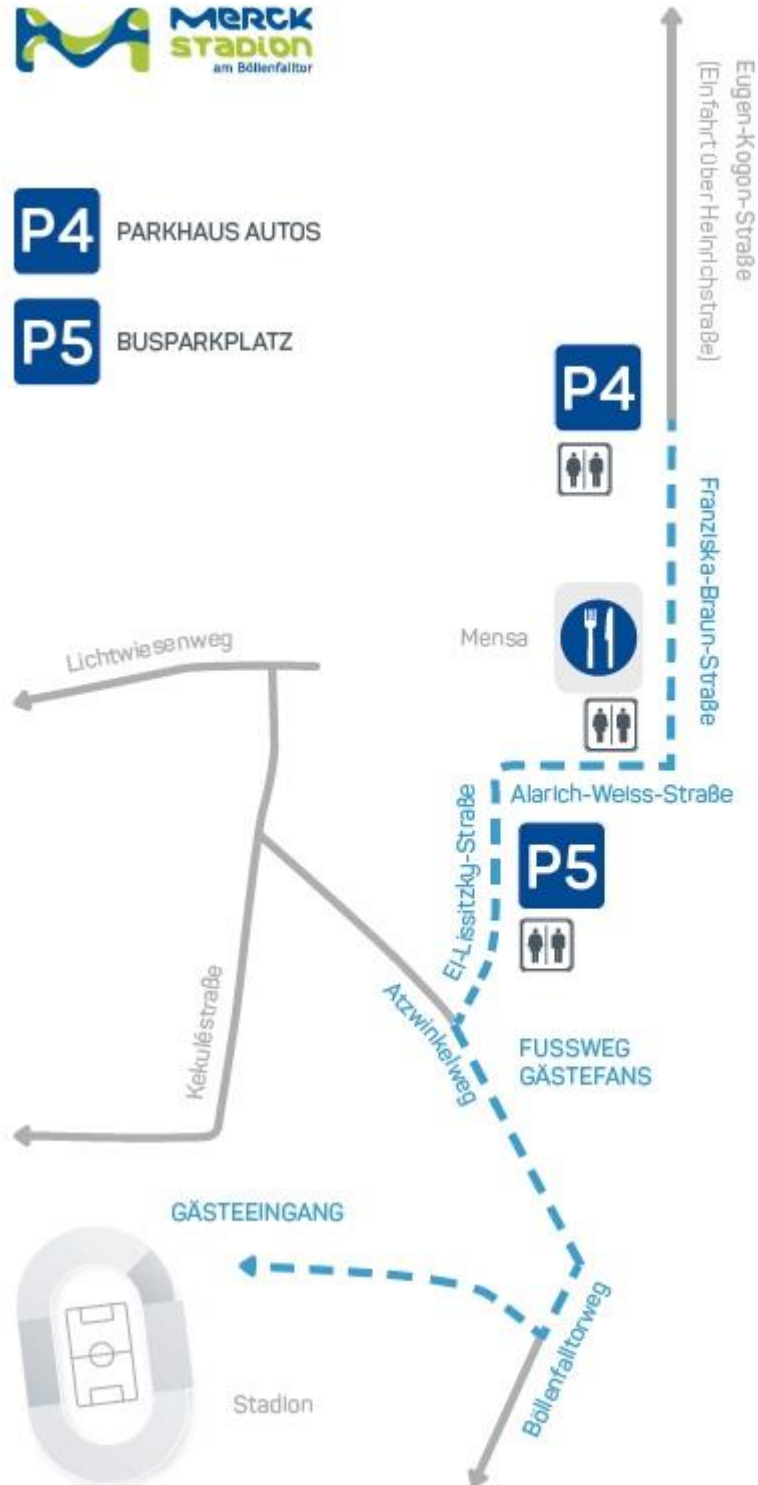 MERCK
STADION
am Böllenfalltor
Eugen-Kogon-Straße
(Einfahrt über Heinrichstraße)
P4 PARKHAUS AUTOS
P5 BUSPARKPLATZ
P4
Franziska-Braun-Straße
Mensa
Lichtwiesenweg
Alarich-Weiss-Straße
P5
El-Lissitzky-Straße
Atzwinkelweg
Kekuléstraße
FUSSWEG
GÄSTEFANS
GÄSTEEINGANG
Böllenfalltorweg
Stadion